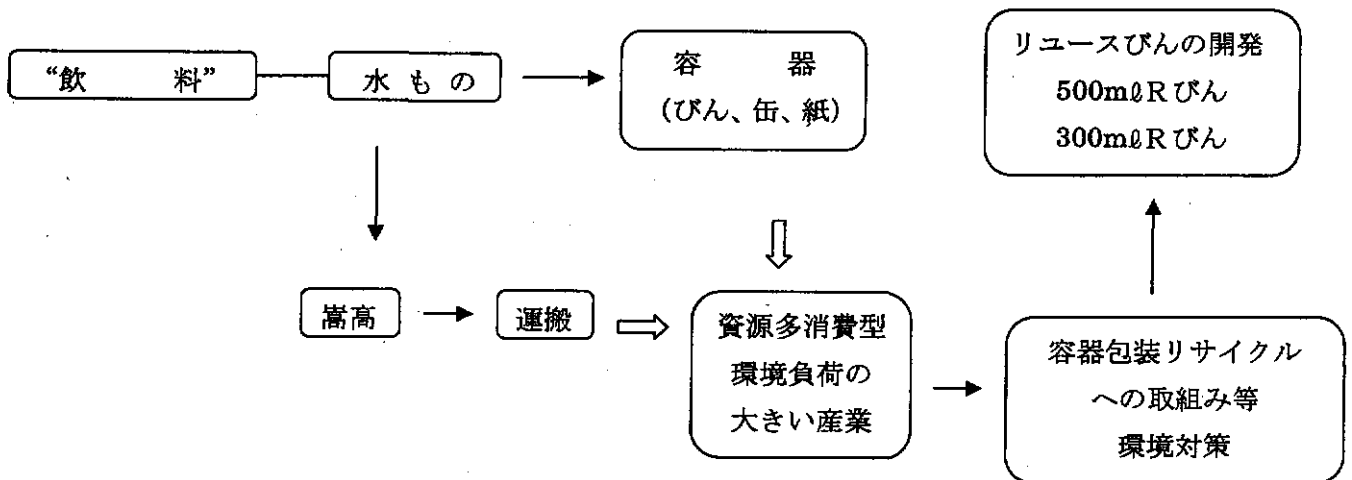 “飲 料”
水 も の
容 器
(びん、缶、紙)
リユースびんの開発
500mℓRびん
300mℓRびん
嵩高
運搬
資源多消費型
環境負荷の
大きい産業
容器包装リサイクル
への取組み等
環境対策